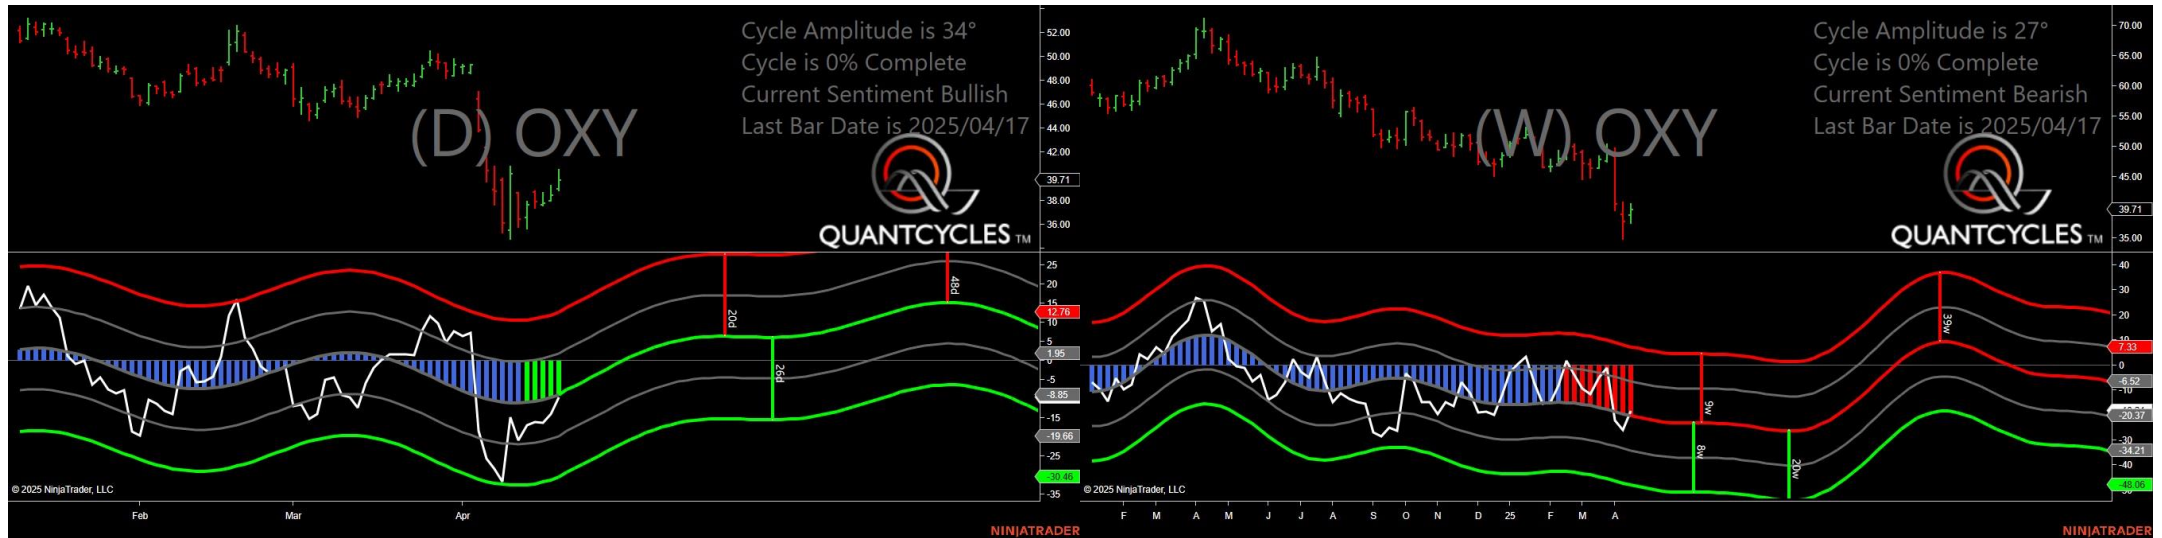 Cycle Amplitude is 34°
Cycle is 0% Complete
Current Sentiment Bullish
Last Bar Date is 2025/04/17
(D) OXY
QUANTCYCLES TM
52.00
50.00
48.00
46.00
44.00
42.00
39.71
38.00
36.00
25
20
15
12.76
10
5
1.95
0
-5
-8.85
-15
-19.66
-25
-30.46
-35
20d
26d
48d
© 2025 NinjaTrader, LLC
Feb
Mar
Apr
NINJATRADER
Cycle Amplitude is 27°
Cycle is 0% Complete
Current Sentiment Bearish
Last Bar Date is 2025/04/17
(W) OXY
QUANTCYCLES TM
70.00
65.00
60.00
55.00
50.00
45.00
39.71
35.00
40
20
7.33
0
-6.52
-10
-20.37
-30
-34.21
-40
-48.06
9w
8w
20w
39w
© 2025 NinjaTrader, LLC
F
M
A
M
J
J
A
S
O
N
D
25
F
M
A
NINJATRADER